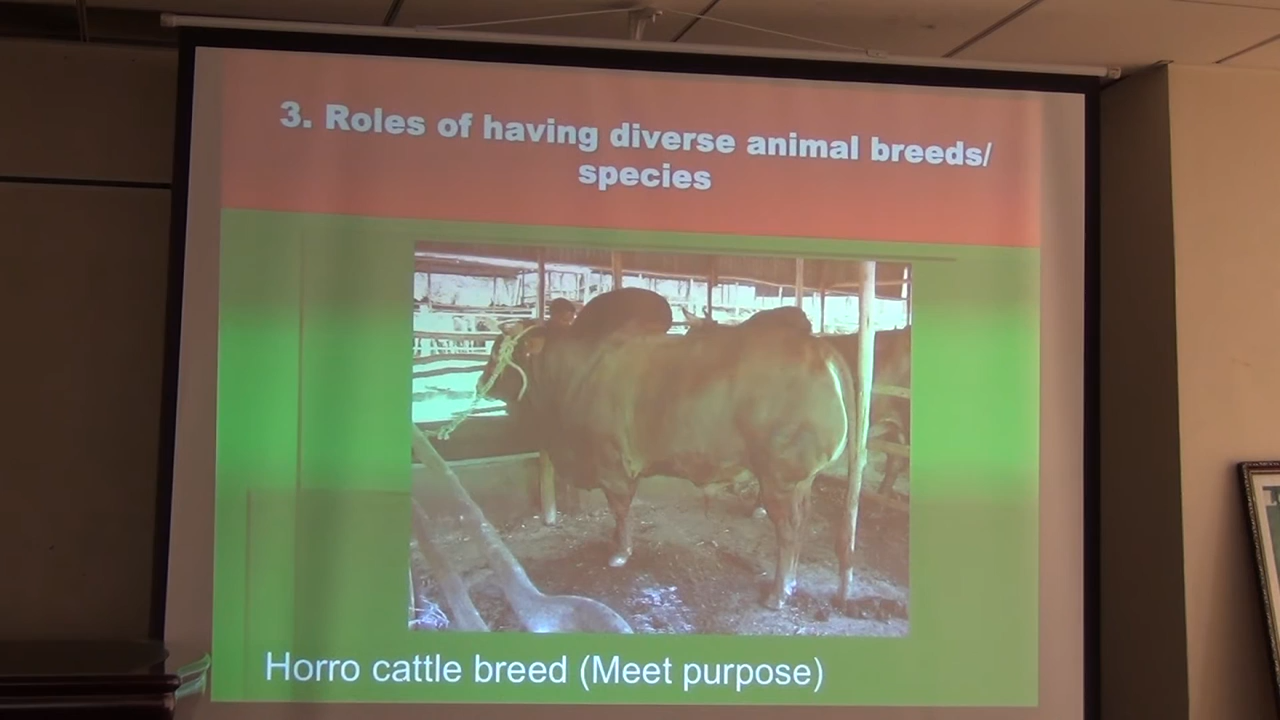 3. Roles of having diverse animal breeds/
species
Horro cattle breed (Meet purpose)